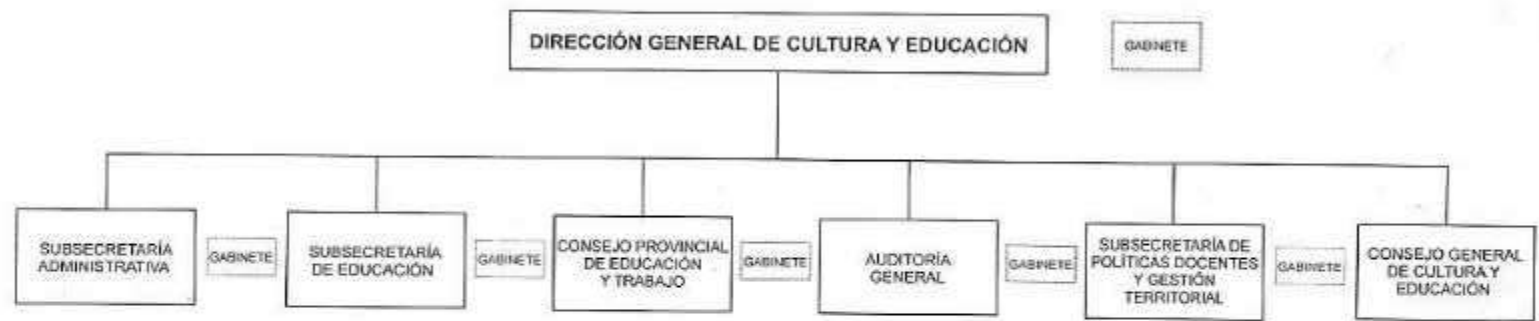 DIRECCIÓN GENERAL DE CULTURA Y EDUCACIÓN
GABINETE
SUBSECRETARÍA
ADMINISTRATIVA
GABINETE
SUBSECRETARÍA
DE EDUCACIÓN
GABINETE
CONSEJO PROVINCIAL
DE EDUCACIÓN
Y TRABAJO
GABINETE
AUDITORÍA
GENERAL
GABINETE
SUBSECRETARÍA DE
POLÍTICAS DOCENTES
Y GESTIÓN
TERRITORIAL
GABINETE
CONSEJO GENERAL
DE CULTURA Y
EDUCACIÓN